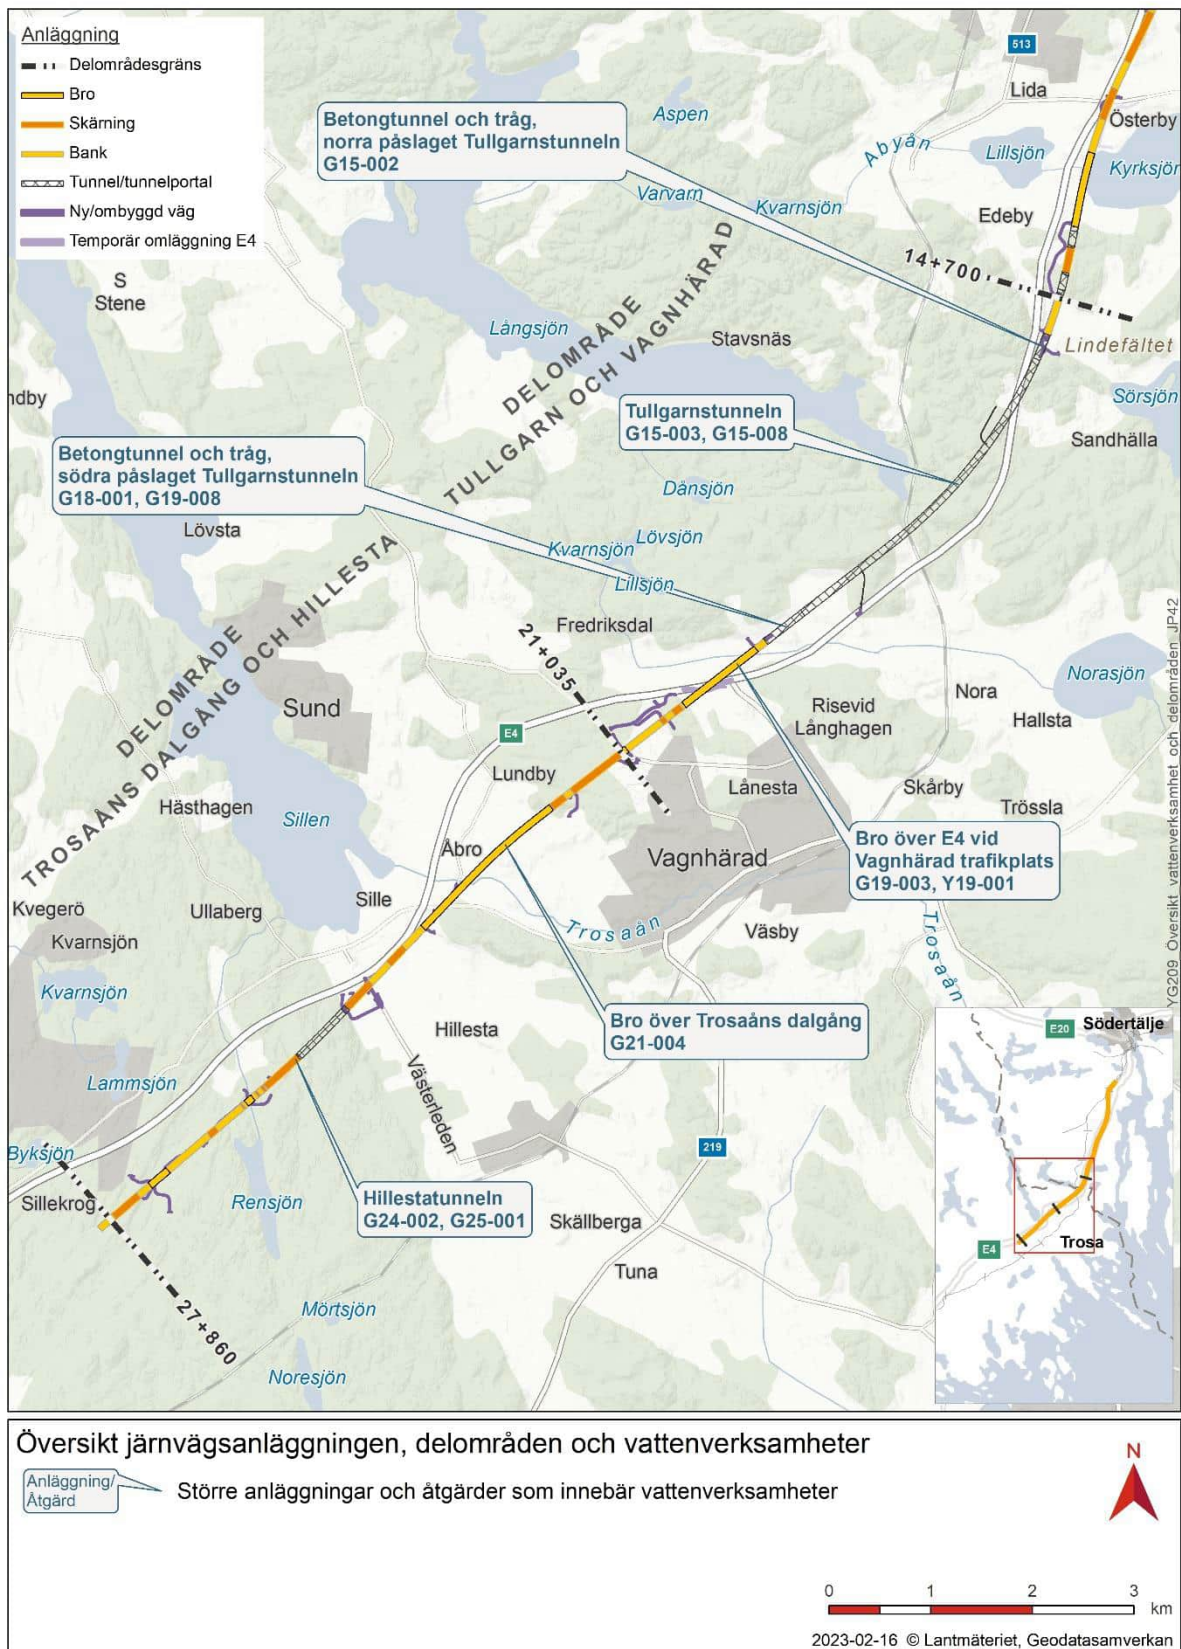 Anläggning
Delområdesgräns
Bro
Skärning
Bank
Tunnel/tunnelportal
Ny/ombyggd väg
Temporär omläggning E4
513
Lida
Österby
Aspen
Betongtunnel och tråg,
norra påslaget Tullgarnstunneln
G15-002
Åbyån
Lillsjön
Kyrksjön
Varvarn
Kvarnsjön
Edeby
14+700
S
Stene
Långsjön
Stavsnäs
Lindefältet
DELOMRÅDE
TULLGARN OCH VAGNHÄRAD
ndby
Sörsjön
Tullgarnstunneln
G15-003, G15-008
Sandhälla
Betongtunnel och tråg,
södra påslaget Tullgarnstunneln
G18-001, G19-008
Dånsjön
Lövsta
Lövsjön
Kvarnsjön
Lillsjön
Fredriksdal
21+035
DELOMRÅDE
TROSAÅNS DALGÅNG OCH HILLESTA
Norasjön
Sund
Nora
Risevid
Långhagen
Hallsta
E4
Lundby
Lånesta
Skårby
Hästhagen
Trössla
Sillen
Åbro
Vagnhärad
Bro över E4 vid
Vagnhärad trafikplats
G19-003, Y19-001
Sille
Kvegerö
Ullaberg
Trosaån
Väsby
Trosaån
Kvarnsjön
Kvarnsjön
Bro över Trosaåns dalgång
G21-004
Hillesta
Södertälje
E20
Lammsjön
Västerleden
Byksjön
219
Sillekrog
Rensjön
Hillestatunneln
G24-002, G25-001
Skällberga
Trosa
E4
Tuna
27+860
Mörtsjön
Noresjön
YG209 Översikt vattenverksamhet och delområden JP42
Översikt järnvägsanläggningen, delområden och vattenverksamheter
Anläggning/
Åtgärd
Större anläggningar och åtgärder som innebär vattenverksamheter
N
0 1 2 3
km
2023-02-16 © Lantmäteriet, Geodatasamverkan